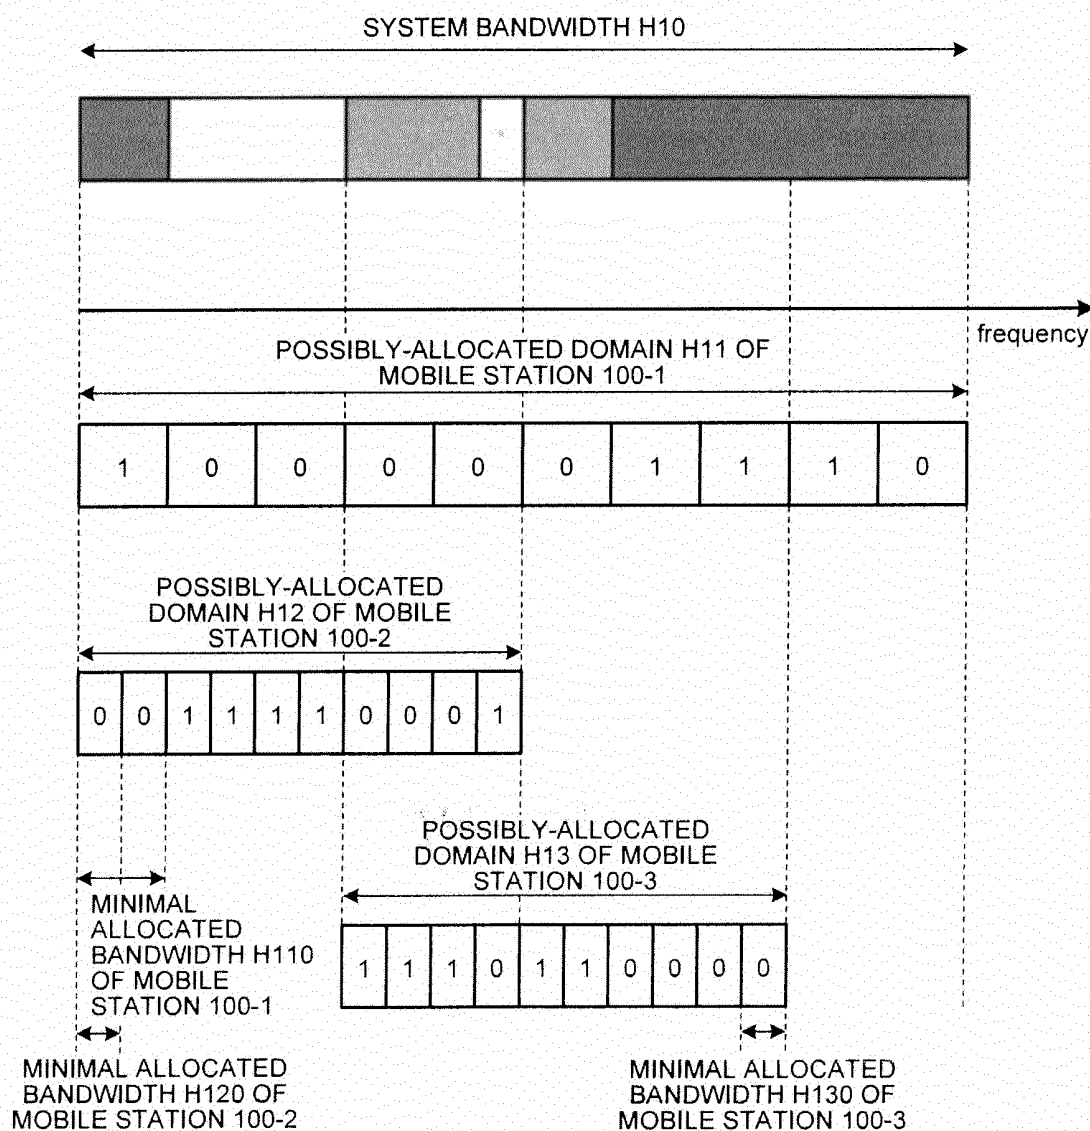 SYSTEM BANDWIDTH H10
frequency
POSSIBLY-ALLOCATED DOMAIN H11 OF
MOBILE STATION 100-1
1 0 0 0 0 0 1 1 1 0
POSSIBLY-ALLOCATED
DOMAIN H12 OF MOBILE
STATION 100-2
0 0 1 1 1 1 0 0 0 1
POSSIBLY-ALLOCATED
DOMAIN H13 OF MOBILE
STATION 100-3
1 1 1 0 1 1 0 0 0 0
MINIMAL
ALLOCATED
BANDWIDTH H110
OF MOBILE
STATION 100-1
MINIMAL ALLOCATED
BANDWIDTH H120 OF
MOBILE STATION 100-2
MINIMAL ALLOCATED
BANDWIDTH H130 OF
MOBILE STATION 100-3